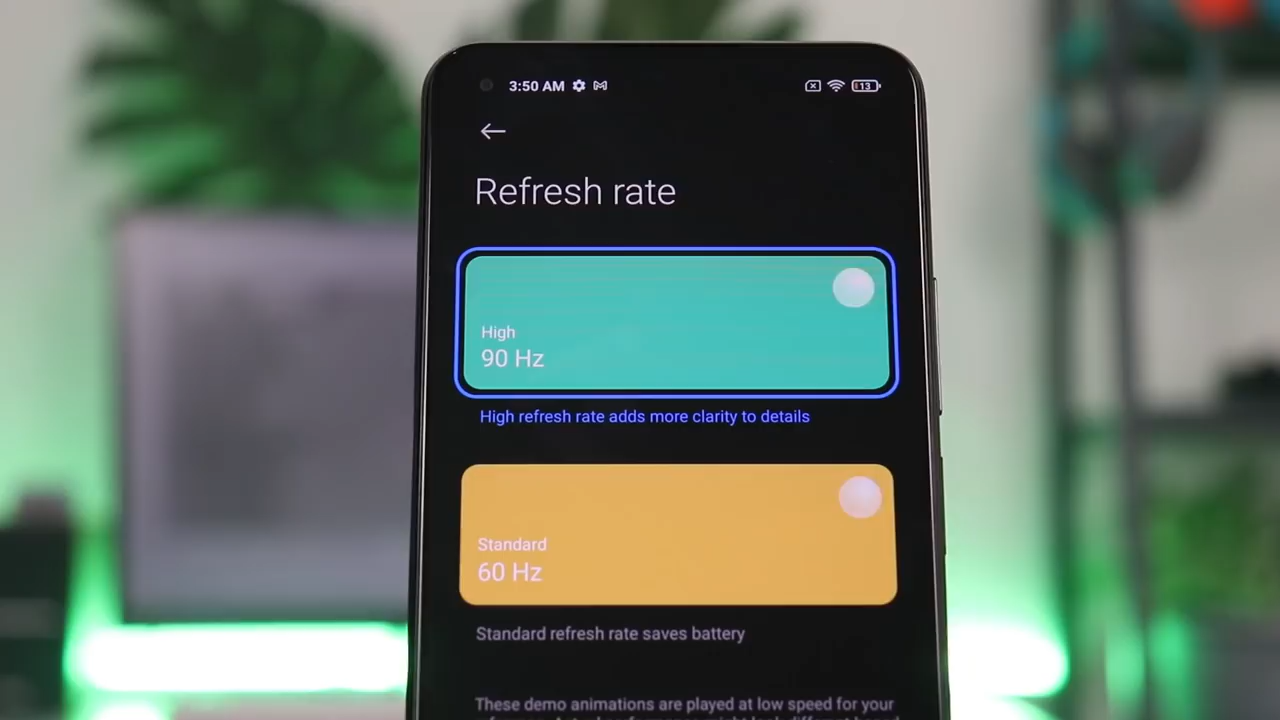 3:50 AM
13
Refresh rate
High
90 Hz
High refresh rate adds more clarity to details
Standard
60 Hz
Standard refresh rate saves battery
These demo animations are played at low speed for your